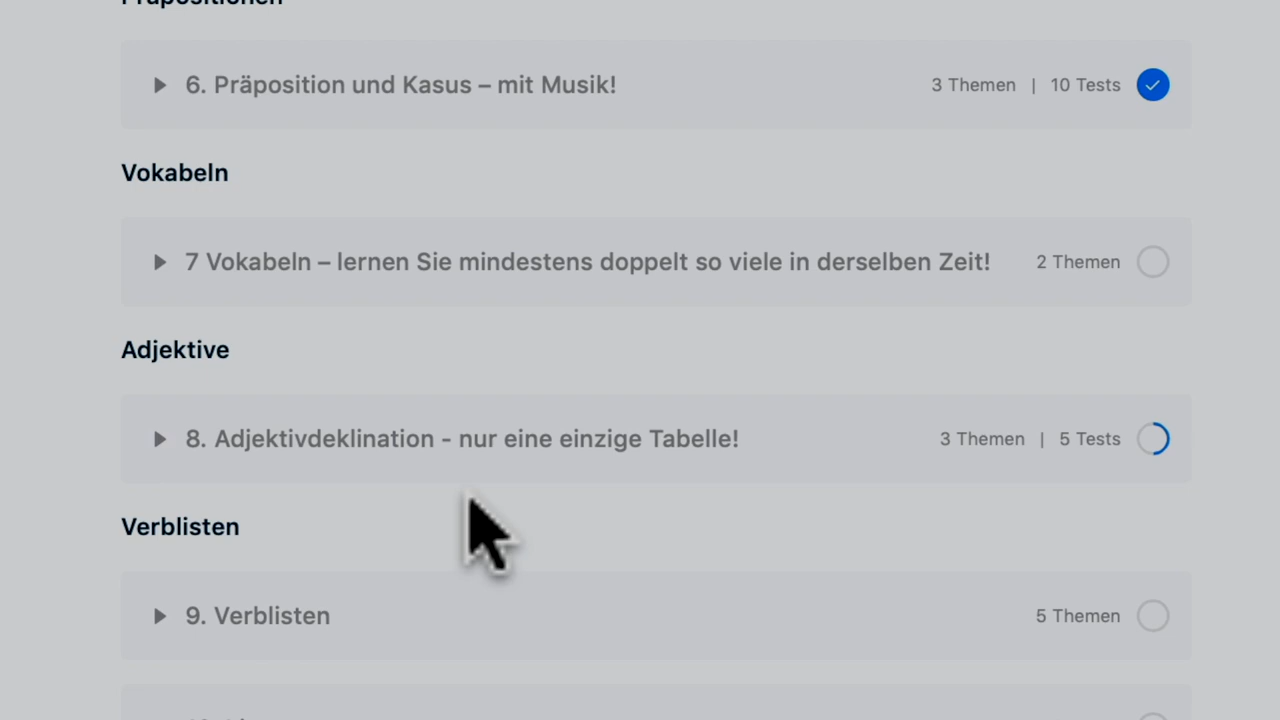 Präpositionen
6. Präposition und Kasus – mit Musik! 3 Themen | 10 Tests
Vokabeln
7 Vokabeln – lernen Sie mindestens doppelt so viele in derselben Zeit! 2 Themen
Adjektive
8. Adjektivdeklination - nur eine einzige Tabelle! 3 Themen | 5 Tests
Verblisten
9. Verblisten 5 Themen